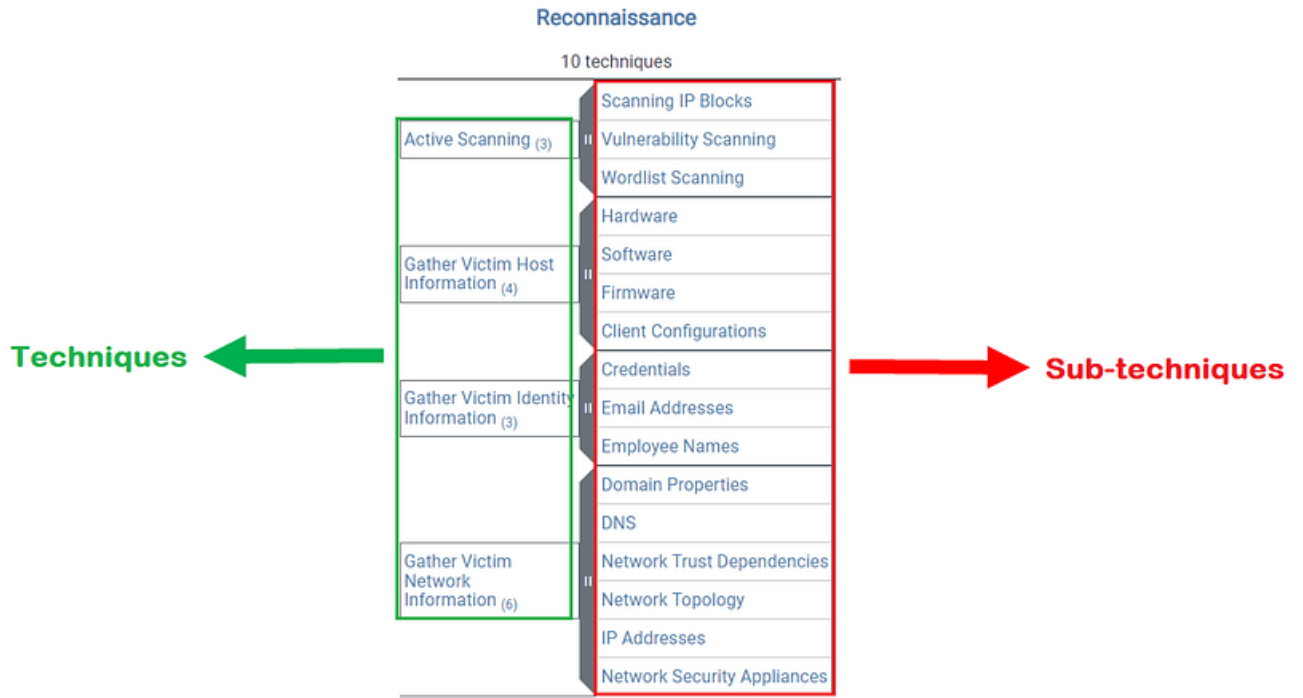 Reconnaissance
10 techniques
Active Scanning (3)
Scanning IP Blocks
Vulnerability Scanning
Wordlist Scanning
Gather Victim Host
Information (4)
Hardware
Software
Firmware
Client Configurations
Gather Victim Identity
Information (3)
Credentials
Email Addresses
Employee Names
Gather Victim
Network
Information (6)
Domain Properties
DNS
Network Trust Dependencies
Network Topology
IP Addresses
Network Security Appliances
Techniques
Sub-techniques